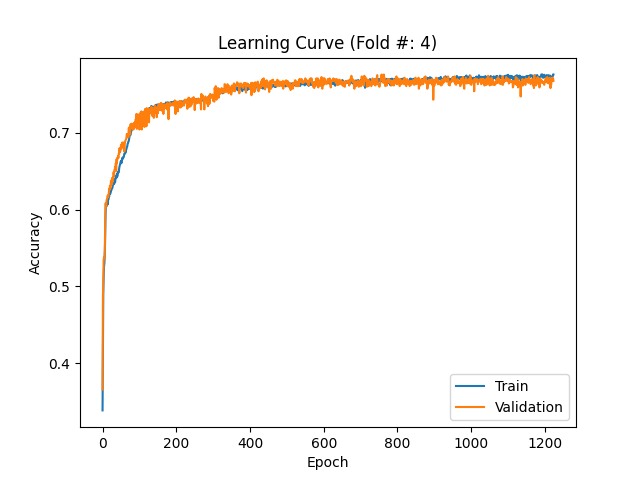 Learning Curve (Fold #: 4)
Accuracy
0.7
0.6
0.5
0.4
Train
Validation
0 200 400 600 800 1000 1200
Epoch